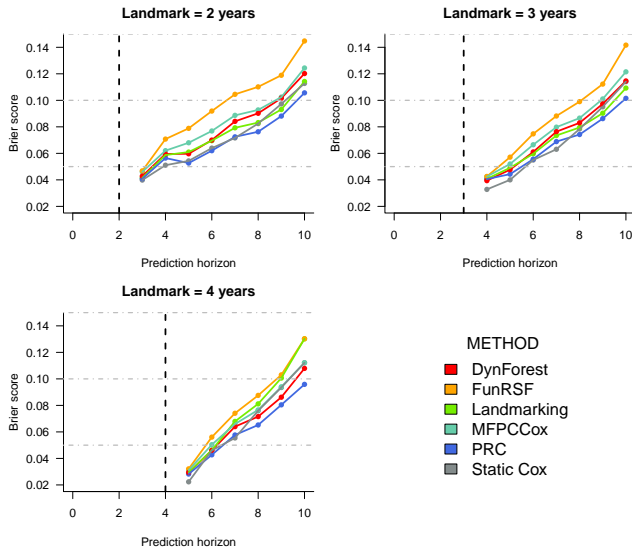 Landmark = 2 years
Brier score
0.14
0.12
0.10
0.08
0.06
0.04
0.02
0 2 4 6 8 10
Prediction horizon
Landmark = 3 years
Brier score
0.14
0.12
0.10
0.08
0.06
0.04
0.02
0 2 4 6 8 10
Prediction horizon
Landmark = 4 years
Brier score
0.14
0.12
0.10
0.08
0.06
0.04
0.02
0 2 4 6 8 10
Prediction horizon
METHOD
DynForest
FunRSF
Landmarking
MFPCCox
PRC
Static Cox